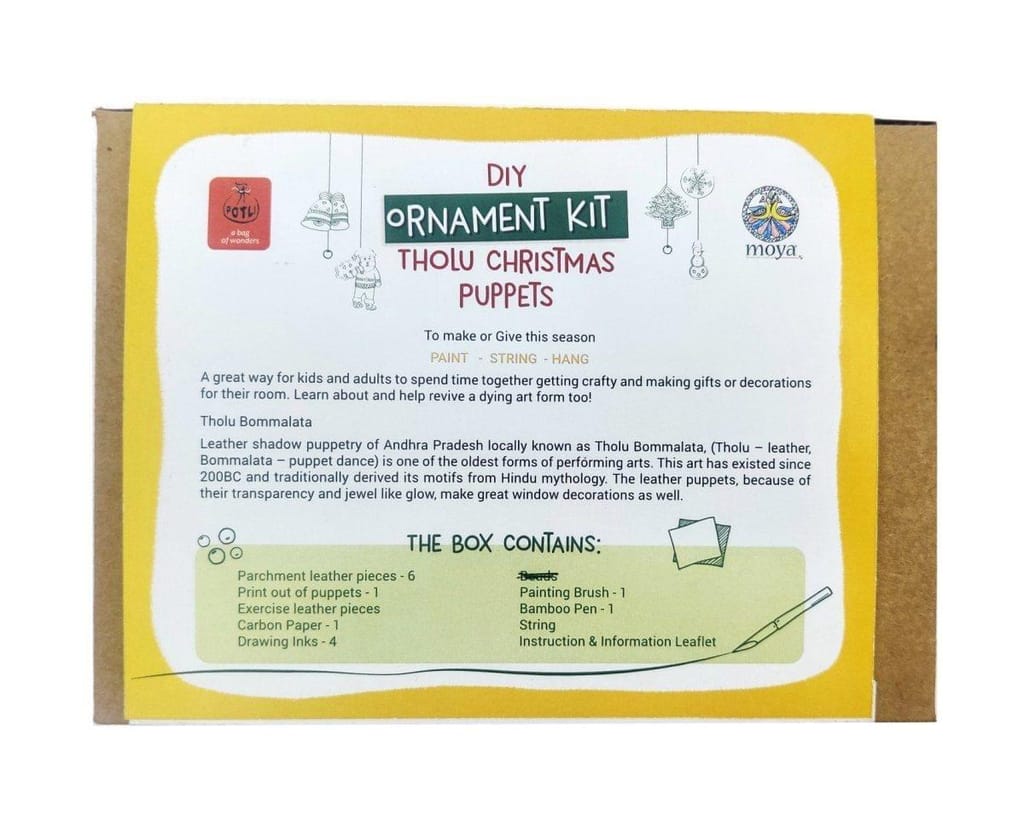 DIY
ORNAMENT KIT
THOLU CHRISTMAS
PUPPETS
POTLI
a bag
of wonders
moya
To make or Give this season
PAINT - STRING - HANG
A great way for kids and adults to spend time together getting crafty and making gifts or decorations
for their room. Learn about and help revive a dying art form too!
Tholu Bommalata
Leather shadow puppetry of Andhra Pradesh locally known as Tholu Bommalata, (Tholu – leather,
Bommalata – puppet dance) is one of the oldest forms of performing arts. This art has existed since
200BC and traditionally derived its motifs from Hindu mythology. The leather puppets, because of
their transparency and jewel like glow, make great window decorations as well.
THE BOX CONTAINS:
Parchment leather pieces - 6
Print out of puppets - 1
Exercise leather pieces
Carbon Paper - 1
Drawing Inks - 4
Beads
Painting Brush - 1
Bamboo Pen - 1
String
Instruction & Information Leaflet